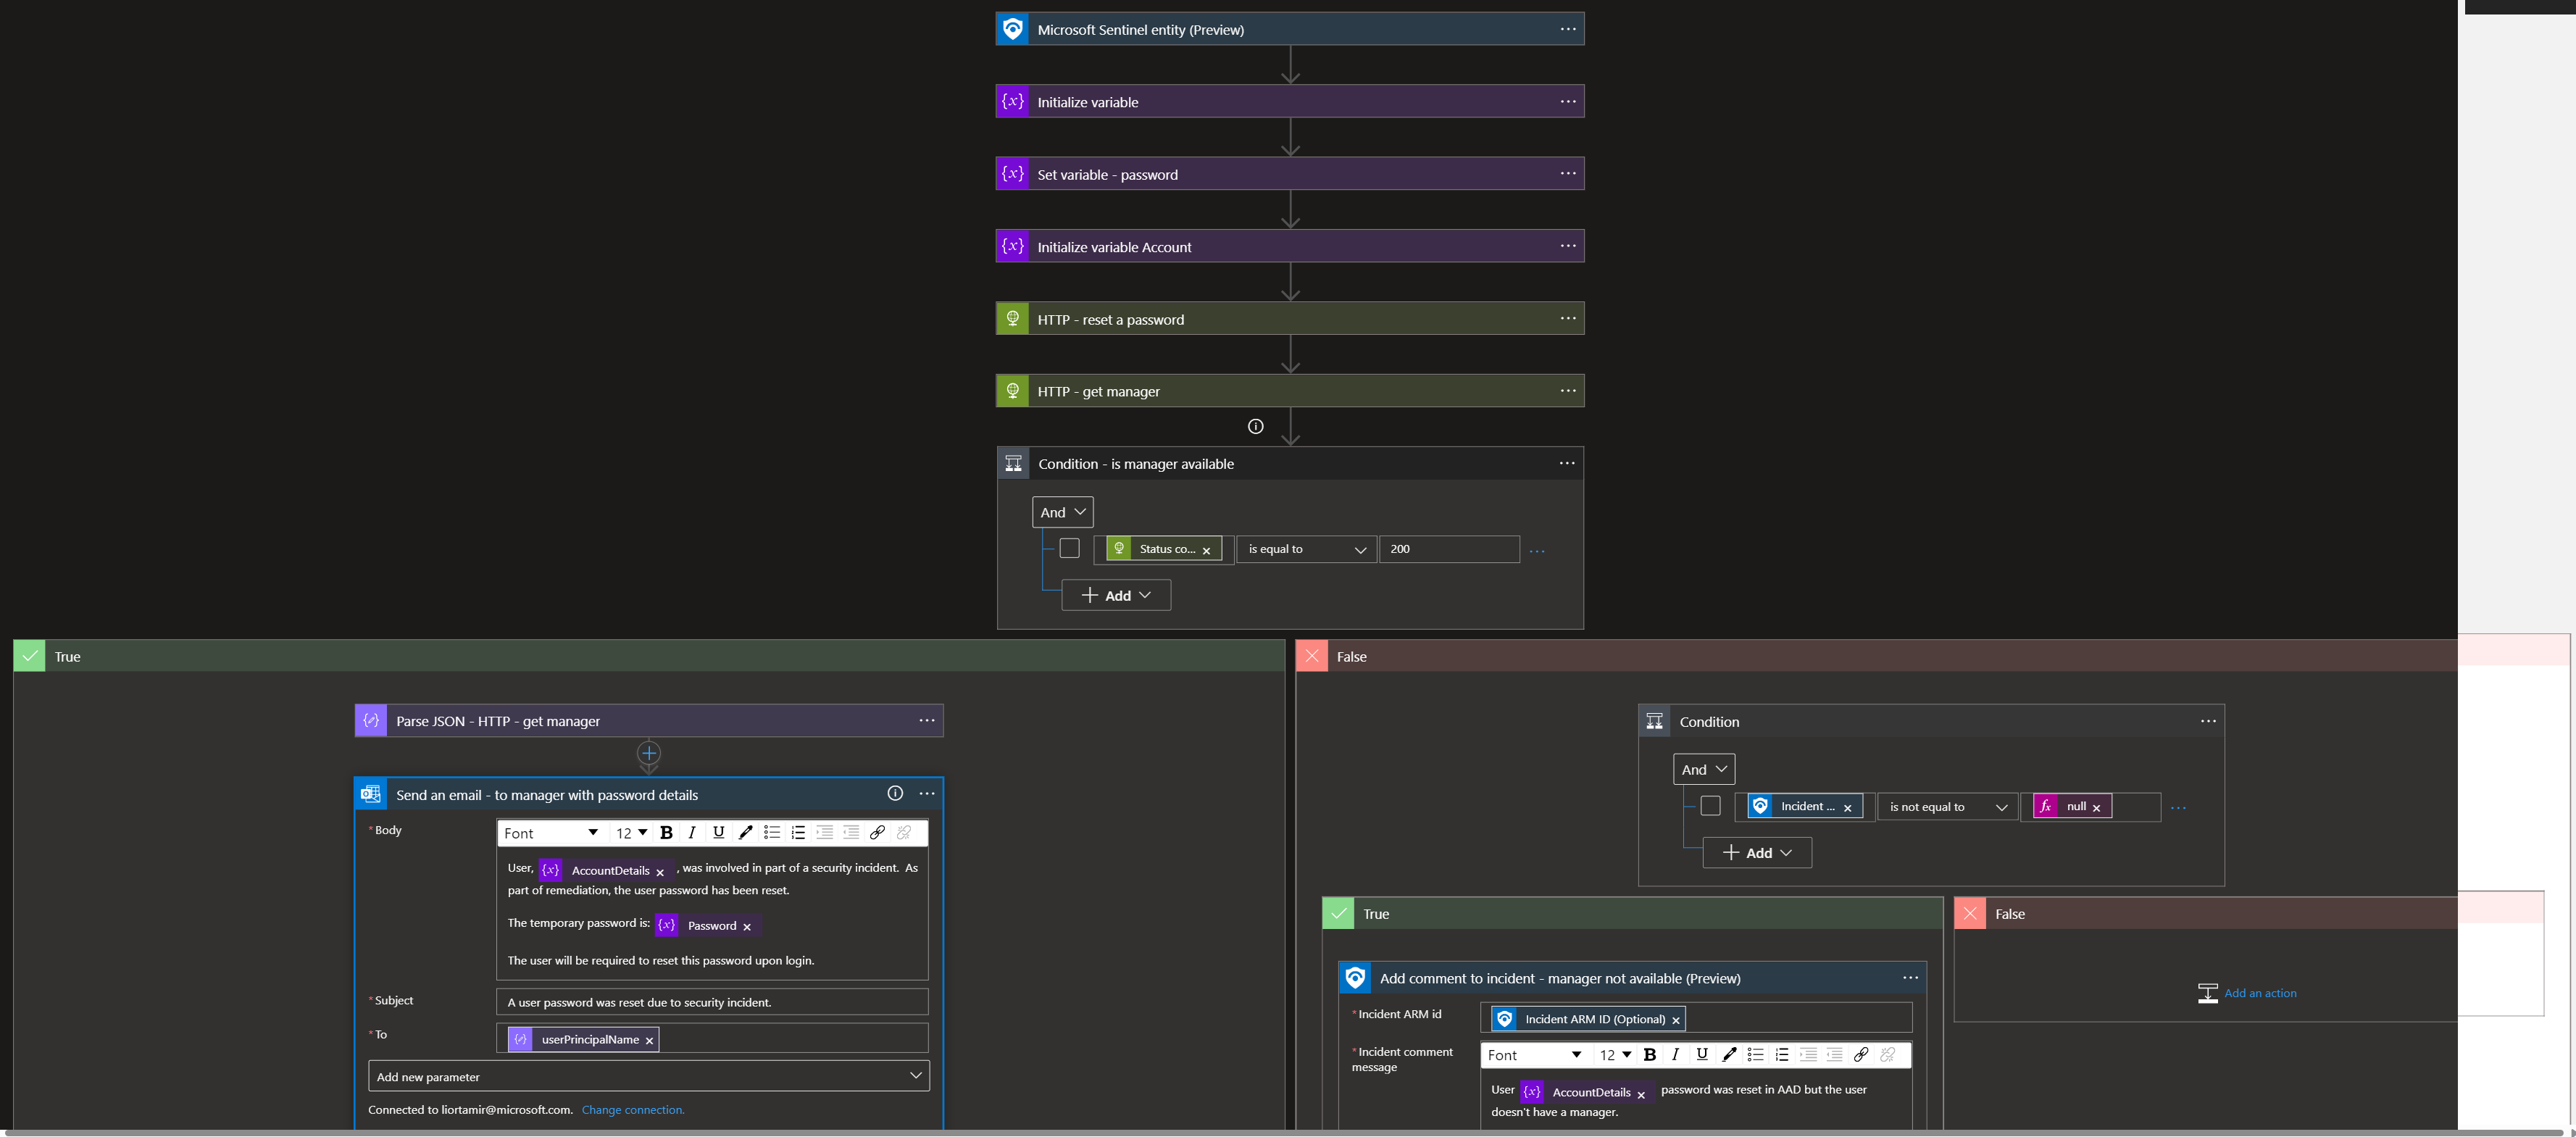 Microsoft Sentinel entity (Preview)
Initialize variable
Set variable - password
Initialize variable Account
HTTP - reset a password
HTTP - get manager
Condition - is manager available
And
Status co... × is equal to 200
Add
True
Parse JSON - HTTP - get manager
Send an email - to manager with password details
* Body
Font 12 B I U
User, {x} AccountDetails × , was involved in part of a security incident. As
part of remediation, the user password has been reset.
The temporary password is: {x} Password ×
The user will be required to reset this password upon login.
* Subject
A user password was reset due to security incident.
* To
userPrincipalName ×
Add new parameter
Connected to liortamir@microsoft.com. Change connection.
False
Condition
And
Incident ... × is not equal to fx null ×
Add
True
Add comment to incident - manager not available (Preview)
* Incident ARM id
Incident ARM ID (Optional) ×
* Incident comment
message
Font 12 B I U
User {x} AccountDetails × password was reset in AAD but the user
doesn't have a manager.
False
Add an action